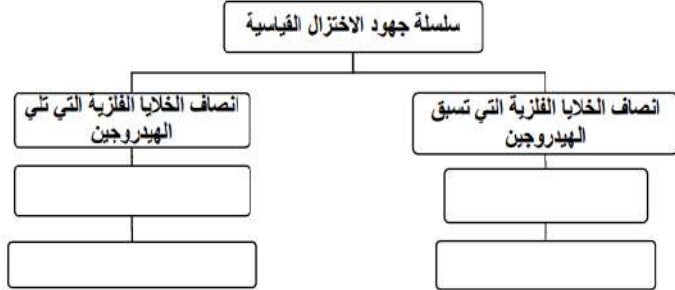 سلسلة جهود الاختزال القياسية
انصاف الخلايا الفلزية التي تسبق
الهيدروجين
انصاف الخلايا الفلزية التي تلي
الهيدروجين